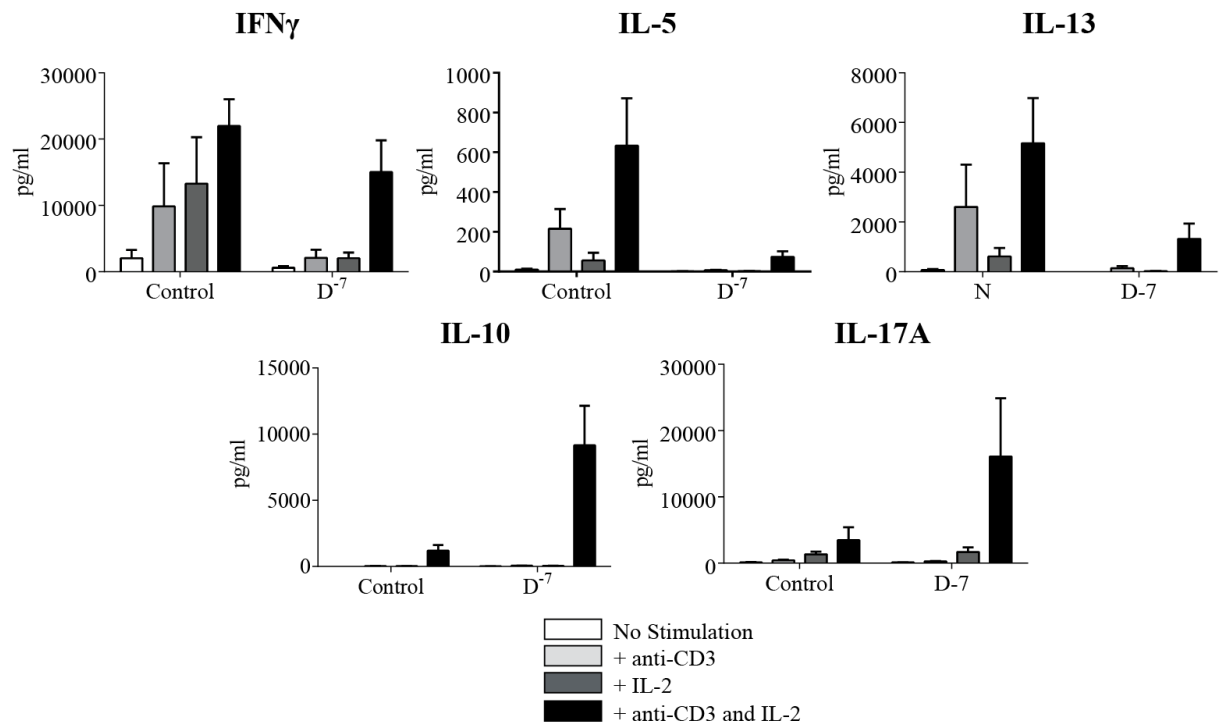 IFNγ
pg/ml
30000
20000
10000
0
Control
D-7
IL-5
pg/ml
1000
800
600
400
200
0
Control
D-7
IL-13
pg/ml
8000
6000
4000
2000
0
N
D-7
IL-10
pg/ml
15000
10000
5000
0
Control
D-7
IL-17A
pg/ml
30000
20000
10000
0
Control
D-7
No Stimulation
+ anti-CD3
+ IL-2
+ anti-CD3 and IL-2